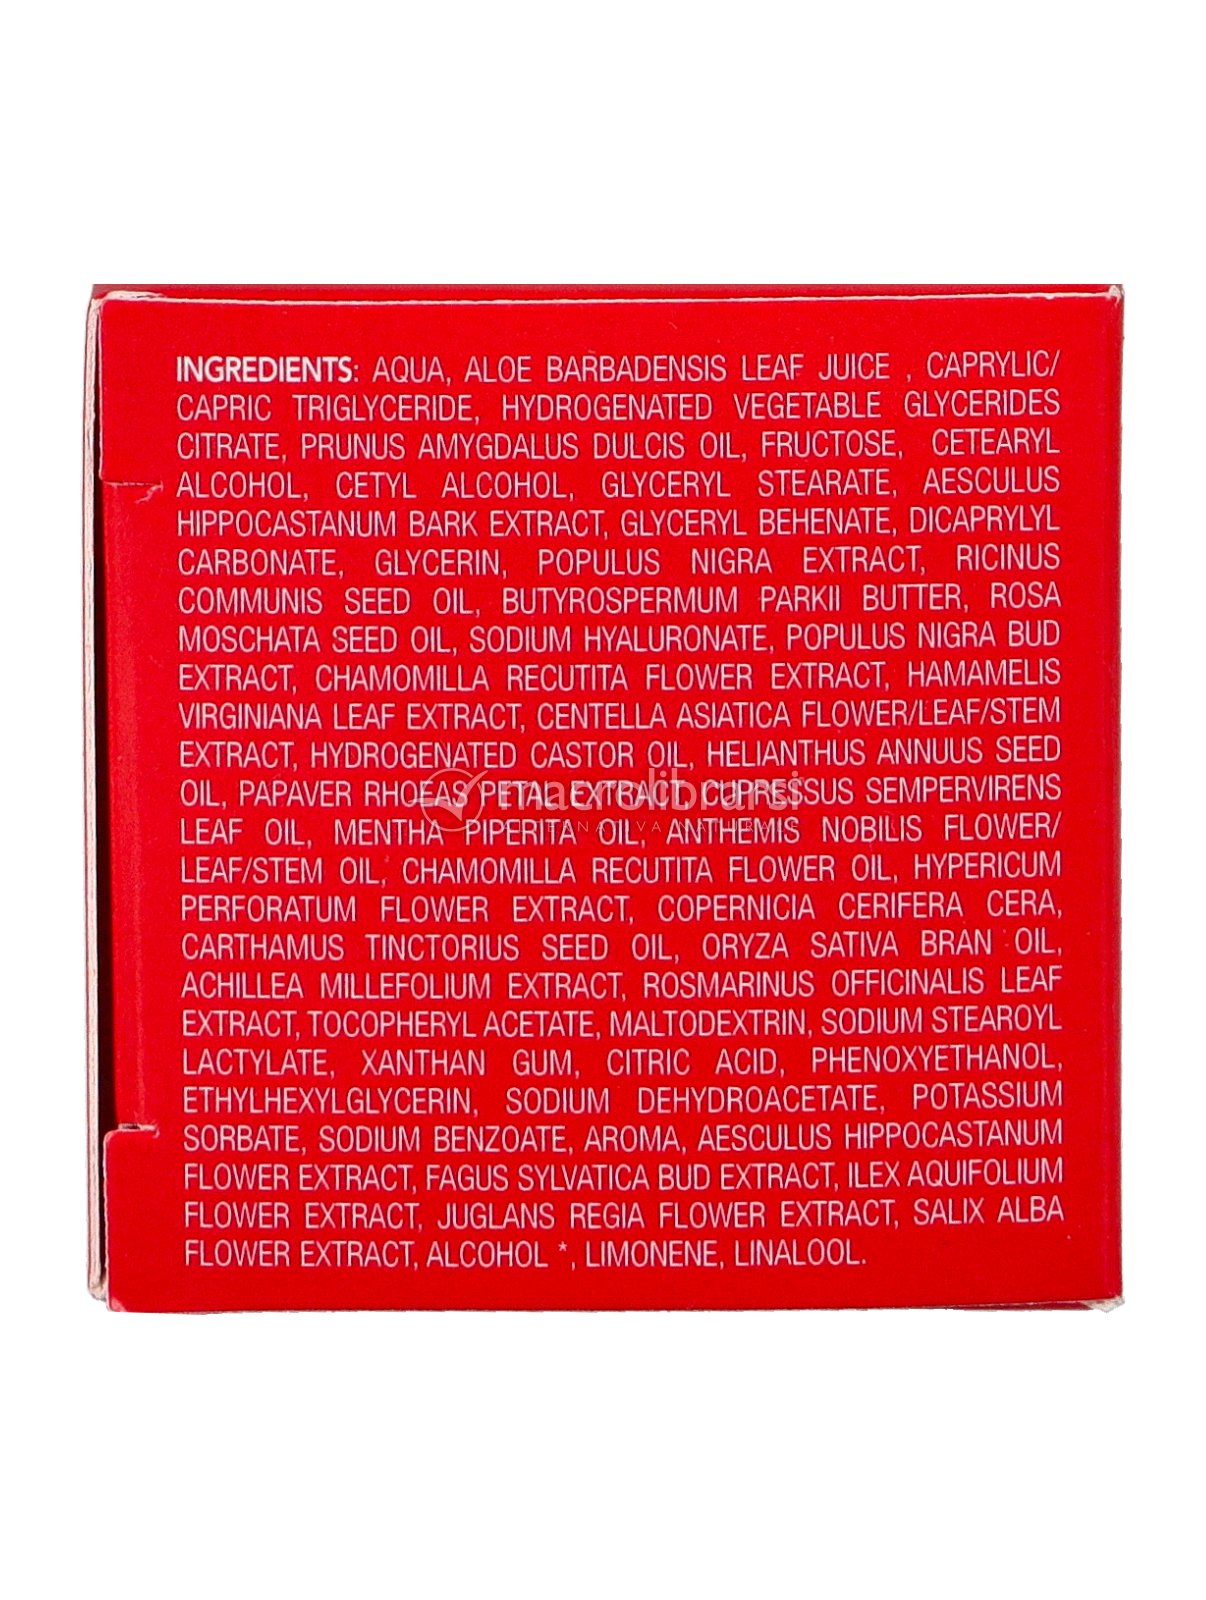 INGREDIENTS: AQUA, ALOE BARBADENSIS LEAF JUICE , CAPRYLIC/
CAPRIC TRIGLYCERIDE, HYDROGENATED VEGETABLE GLYCERIDES
CITRATE, PRUNUS AMYGDALUS DULCIS OIL, FRUCTOSE, CETEARYL
ALCOHOL, CETYL ALCOHOL, GLYCERYL STEARATE, AESCULUS
HIPPOCASTANUM BARK EXTRACT, GLYCERYL BEHENATE, DICAPRYLYL
CARBONATE, GLYCERIN, POPULUS NIGRA EXTRACT, RICINUS
COMMUNIS SEED OIL, BUTYROSPERMUM PARKII BUTTER, ROSA
MOSCHATA SEED OIL, SODIUM HYALURONATE, POPULUS NIGRA BUD
EXTRACT, CHAMOMILLA RECUTITA FLOWER EXTRACT, HAMAMELIS
VIRGINIANA LEAF EXTRACT, CENTELLA ASIATICA FLOWER/LEAF/STEM
EXTRACT, HYDROGENATED CASTOR OIL, HELIANTHUS ANNUUS SEED
OIL, PAPAVER RHOEAS PETAL EXTRACT, CUPRESSUS SEMPERVIRENS
macrolibrarsi
ALTERNATIVA NATURALE
LEAF OIL, MENTHA PIPERITA OIL, ANTHEMIS NOBILIS FLOWER/
LEAF/STEM OIL, CHAMOMILLA RECUTITA FLOWER OIL, HYPERICUM
PERFORATUM FLOWER EXTRACT, COPERNICIA CERIFERA CERA,
CARTHAMUS TINCTORIUS SEED OIL, ORYZA SATIVA BRAN OIL,
ACHILLEA MILLEFOLIUM EXTRACT, ROSMARINUS OFFICINALIS LEAF
EXTRACT, TOCOPHERYL ACETATE, MALTODEXTRIN, SODIUM STEAROYL
LACTYLATE, XANTHAN GUM, CITRIC ACID, PHENOXYETHANOL,
ETHYLHEXYLGLYCERIN, SODIUM DEHYDROACETATE, POTASSIUM
SORBATE, SODIUM BENZOATE, AROMA, AESCULUS HIPPOCASTANUM
FLOWER EXTRACT, FAGUS SYLVATICA BUD EXTRACT, ILEX AQUIFOLIUM
FLOWER EXTRACT, JUGLANS REGIA FLOWER EXTRACT, SALIX ALBA
FLOWER EXTRACT, ALCOHOL *, LIMONENE, LINALOOL.